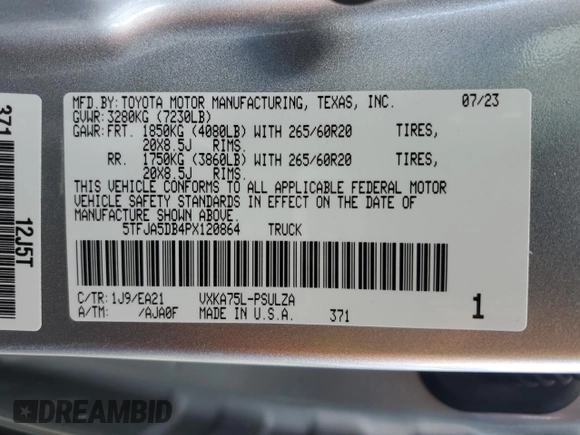 MFD.BY:TOYOTA MOTOR MANUFACTURING, TEXAS, INC. 07/23
GVWR:3280KG (7230LB)
GAWR:FRT. 1850KG (4080LB) WITH 265/60R20 TIRES,
20X8.5J RIMS.
RR. 1750KG (3860LB) WITH 265/60R20 TIRES,
20X8.5J RIMS.
THIS VEHICLE CONFORMS TO ALL APPLICABLE FEDERAL MOTOR
VEHICLE SAFETY STANDARDS IN EFFECT ON THE DATE OF
MANUFACTURE SHOWN ABOVE.
5TFJA5DB4PX120864 TRUCK
C/TR:1J9/EA21 VXKA75L-PSULZA
A/TM: /AJA0F MADE IN U.S.A. 371 1
371
12J5T
DREAMBID